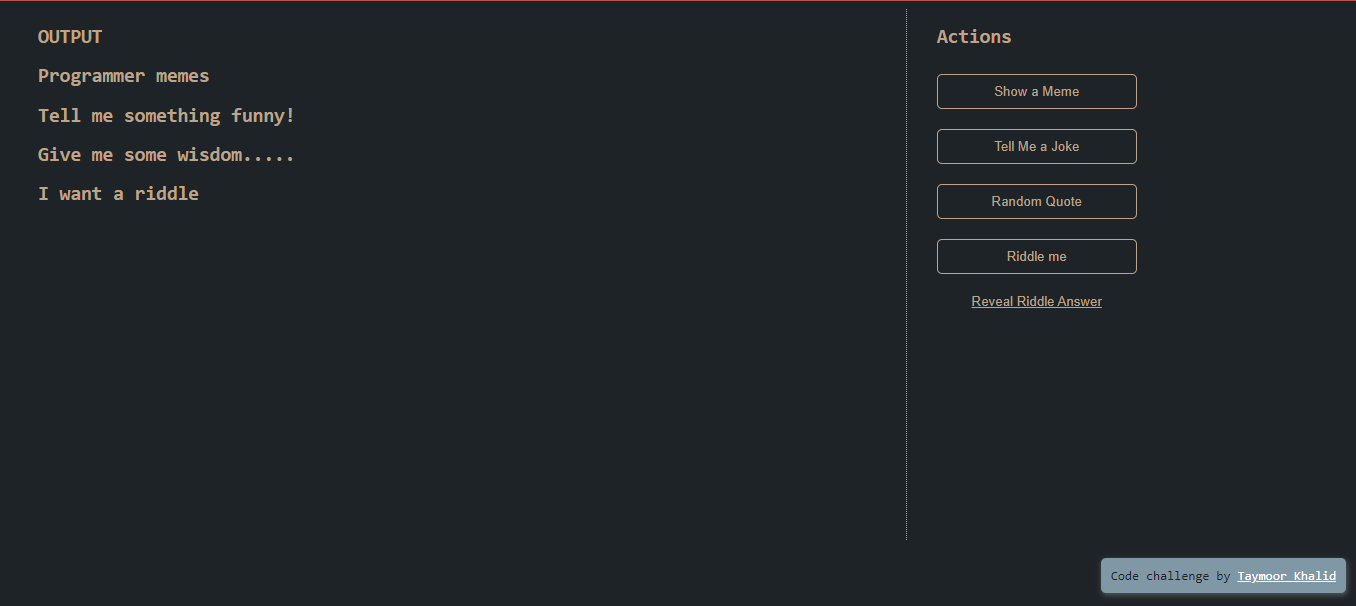 OUTPUT
Programmer memes
Tell me something funny!
Give me some wisdom.....
I want a riddle
Actions
Show a Meme
Tell Me a Joke
Random Quote
Riddle me
Reveal Riddle Answer
Code challenge by Taymoor Khalid